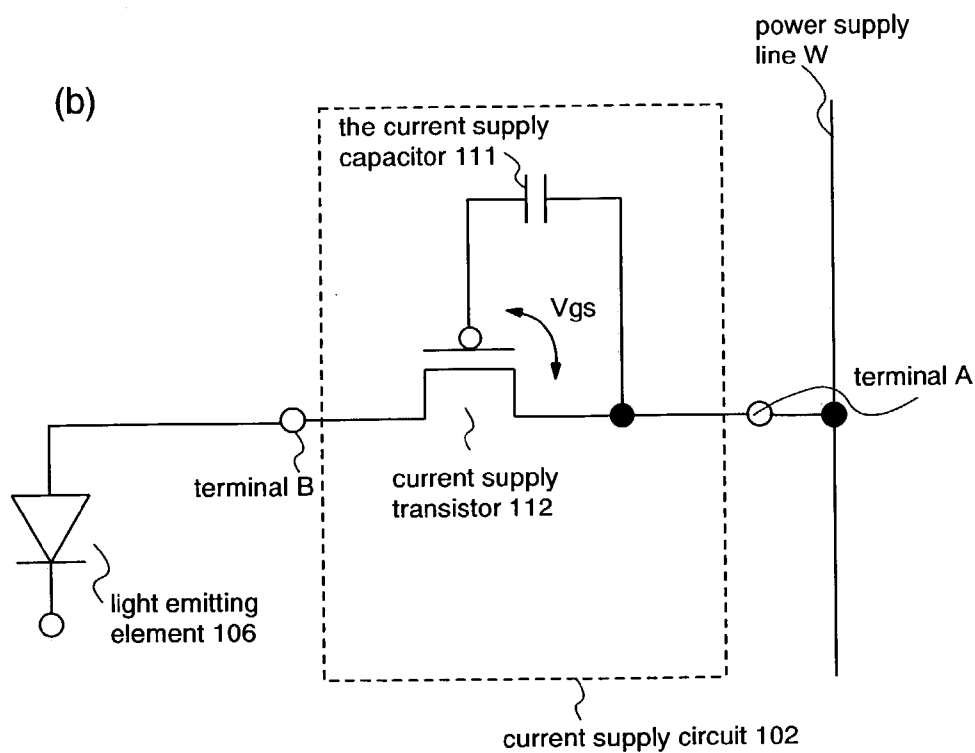 power supply
line W
(b)
the current supply
capacitor 111
Vgs
terminal A
terminal B
current supply
transistor 112
light emitting
element 106
current supply circuit 102